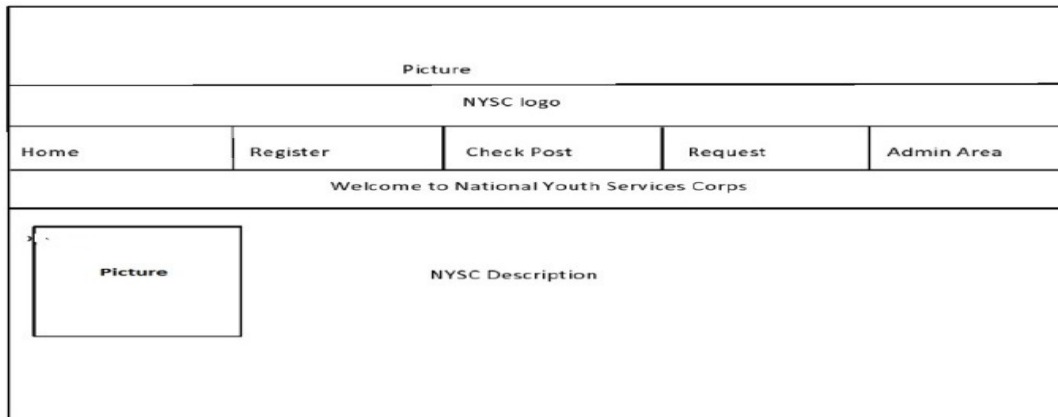 Picture
NYSC logo
Home Register Check Post Request Admin Area
Welcome to National Youth Services Corps
Picture NYSC Description